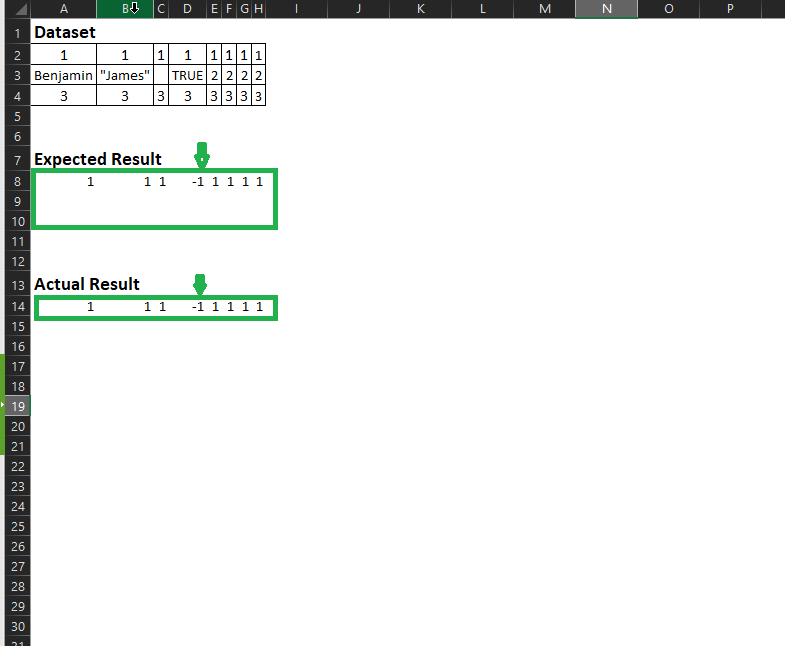 A B C D E F G H I J K L M N O P
1 Dataset
2 1 1 1 1 1 1 1 1
3 Benjamin "James" TRUE 2 2 2 2
4 3 3 3 3 3 3 3 3
5
6
7 Expected Result
8 1 1 1 -1 1 1 1 1
9
10
11
12
13 Actual Result
14 1 1 1 -1 1 1 1 1
15
16
17
18
19
20
21
22
23
24
25
26
27
28
29
30
31